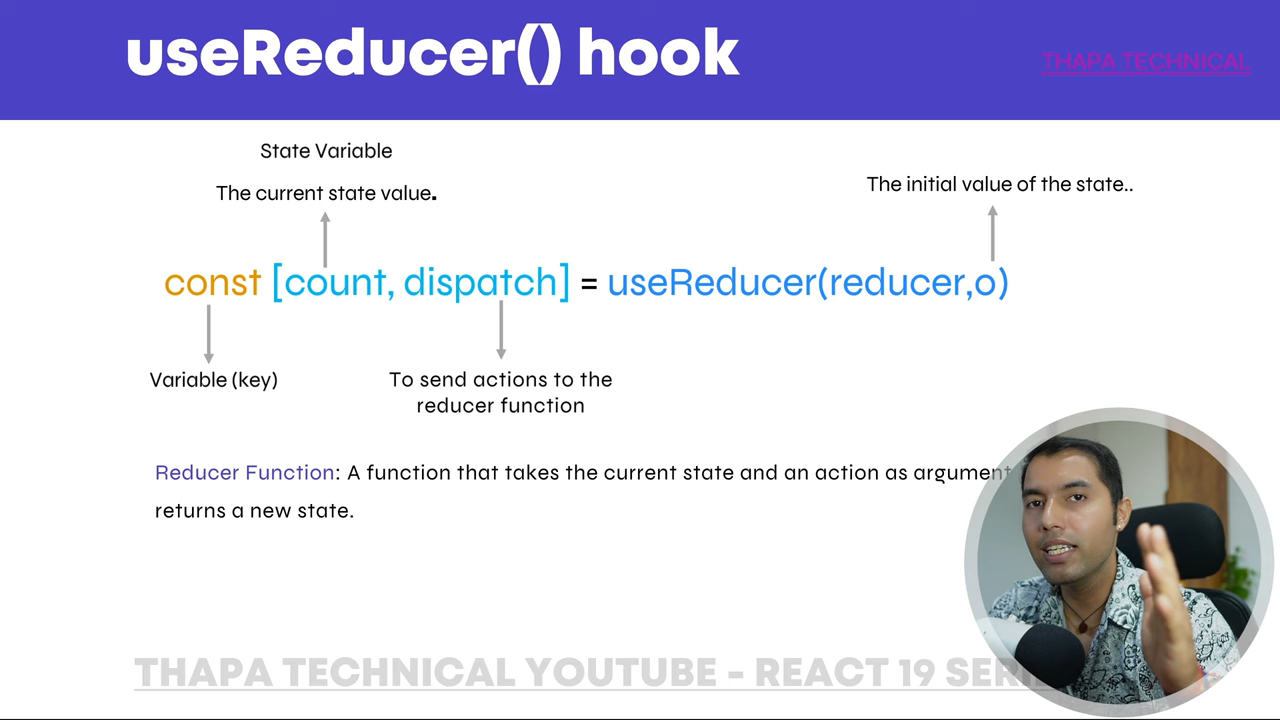 useReducer() hook
THAPA TECHNICAL
State Variable
The current state value.
The initial value of the state..
const [count, dispatch] = useReducer(reducer,0)
Variable (key)
To send actions to the
reducer function
Reducer Function: A function that takes the current state and an action as argument
returns a new state.
THAPA TECHNICAL YOUTUBE - REACT 19